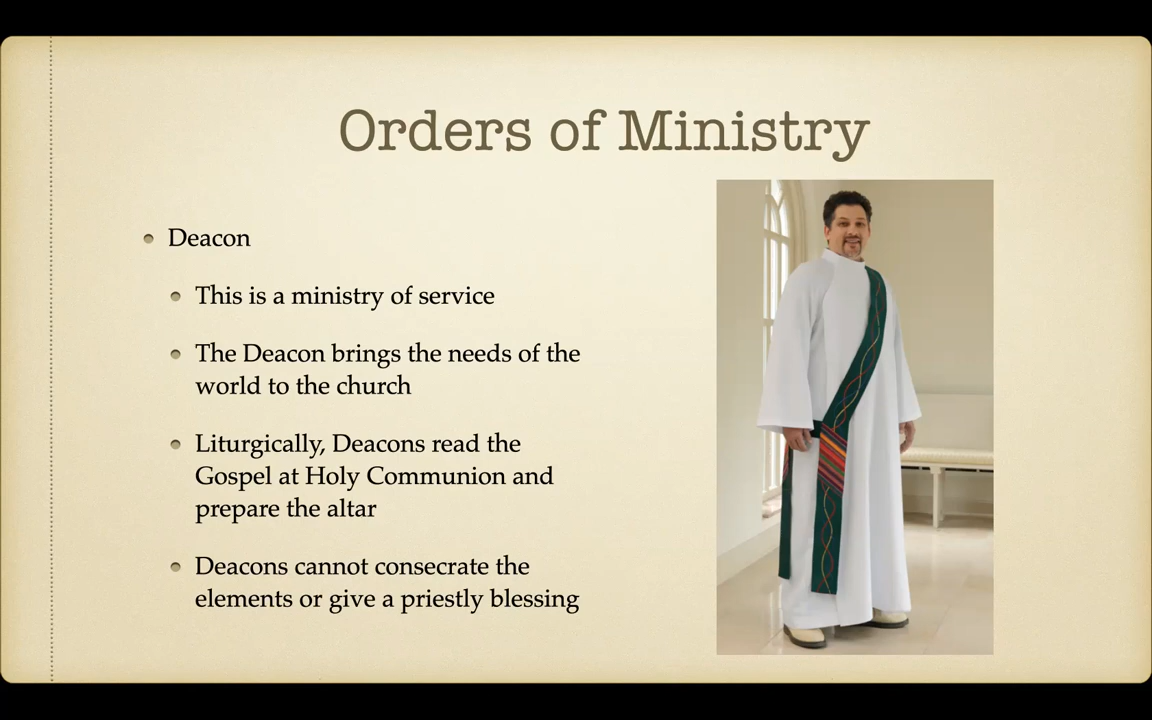 Orders of Ministry
Deacon
This is a ministry of service
The Deacon brings the needs of the
world to the church
Liturgically, Deacons read the
Gospel at Holy Communion and
prepare the altar
Deacons cannot consecrate the
elements or give a priestly blessing